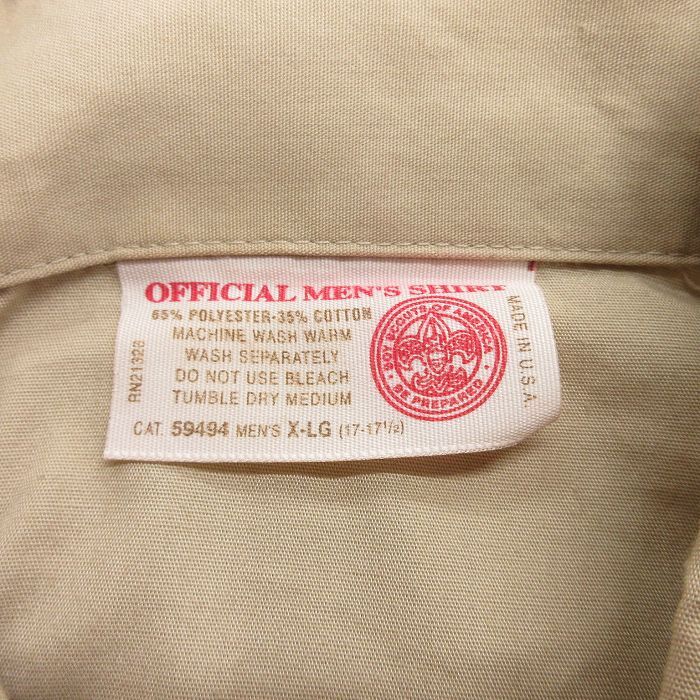 OFFICIAL MEN'S SHIRT
65% POLYESTER-35% COTTON
MACHINE WASH WARM
WASH SEPARATELY
DO NOT USE BLEACH
TUMBLE DRY MEDIUM
CAT. 59494 MEN'S X-LG (17-17½)
RN21328
BOY SCOUTS OF AMERICA
BE PREPARED
MADE IN U.S.A.